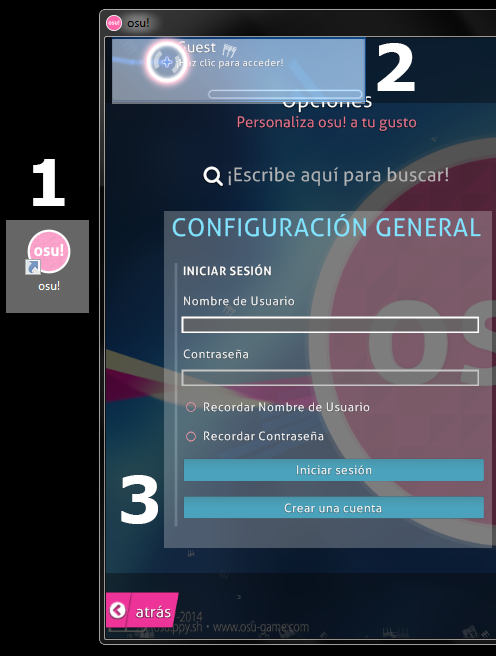 osu!
Guest
¡Haz clic para acceder!
2
Opciones
Personaliza osu! a tu gusto
¡Escribe aquí para buscar!
1
osu!
osu!
CONFIGURACIÓN GENERAL
INICIAR SESIÓN
Nombre de Usuario
Contraseña
Recordar Nombre de Usuario
Recordar Contraseña
Iniciar sesión
3
Crear una cuenta
atrás
-2014
ppy.sh • www.osu-game.com